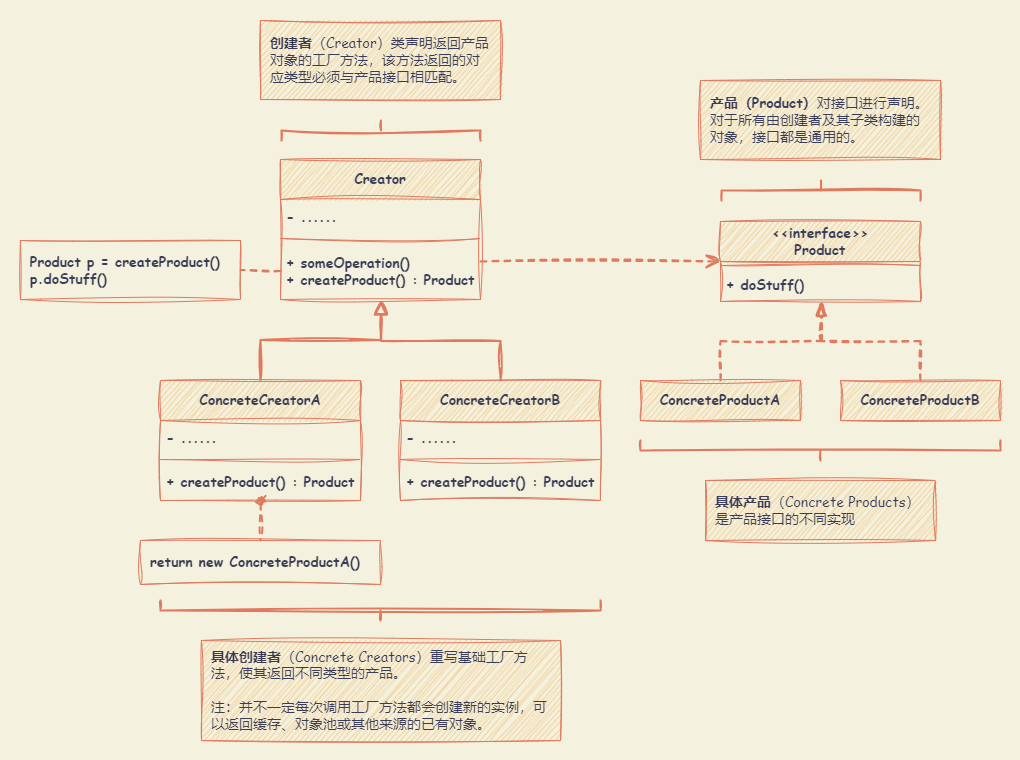 创建者（Creator）类声明返回产品
对象的工厂方法，该方法返回的对
应类型必须与产品接口相匹配。
产品（Product）对接口进行声明。
对于所有由创建者及其子类构建的
对象，接口都是通用的。
Creator
- ......
+ someOperation()
+ createProduct() : Product
<<interface>>
Product
+ doStuff()
Product p = createProduct()
p.doStuff()
ConcreteCreatorA
- ......
+ createProduct() : Product
ConcreteCreatorB
- ......
+ createProduct() : Product
ConcreteProductA
ConcreteProductB
具体产品（Concrete Products）
是产品接口的不同实现
return new ConcreteProductA()
具体创建者（Concrete Creators）重写基础工厂方
法，使其返回不同类型的产品。
注：并不一定每次调用工厂方法都会创建新的实例，可
以返回缓存、对象池或其他来源的已有对象。